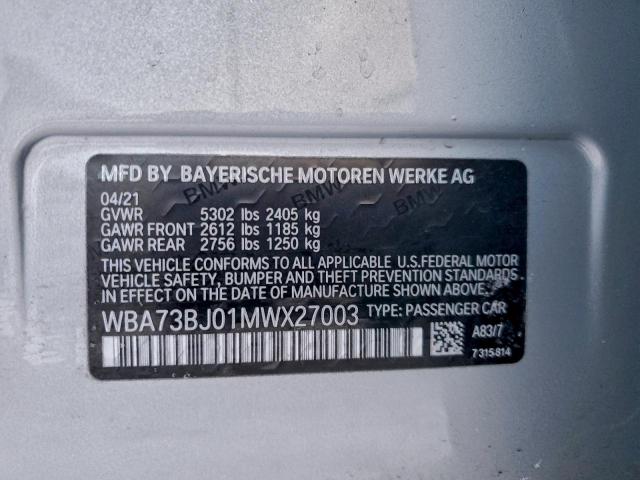 MFD BY BAYERISCHE MOTOREN WERKE AG
04/21
GVWR 5302 lbs 2405 kg
GAWR FRONT 2612 lbs 1185 kg
GAWR REAR 2756 lbs 1250 kg
THIS VEHICLE CONFORMS TO ALL APPLICABLE U.S.FEDERAL MOTOR
VEHICLE SAFETY, BUMPER AND THEFT PREVENTION STANDARDS
IN EFFECT ON THE DATE OF MANUFACTURE SHOWN ABOVE.
WBA73BJ01MWX27003 TYPE: PASSENGER CAR
A83/7
7315814